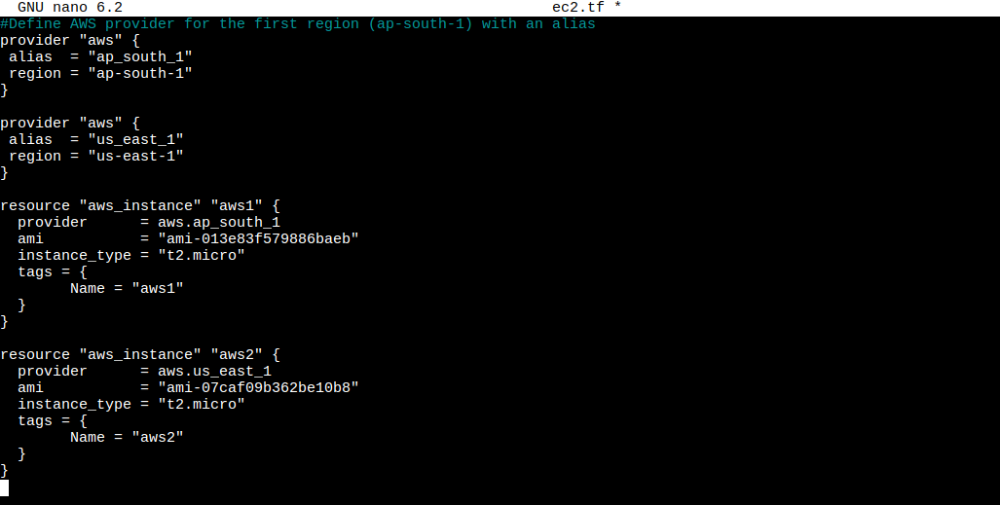 GNU nano 6.2 ec2.tf *
#Define AWS provider for the first region (ap-south-1) with an alias
provider "aws" {
 alias  = "ap_south_1"
 region = "ap-south-1"
}

provider "aws" {
 alias  = "us_east_1"
 region = "us-east-1"
}

resource "aws_instance" "aws1" {
  provider      = aws.ap_south_1
  ami           = "ami-013e83f579886baeb"
  instance_type = "t2.micro"
  tags = {
        Name = "aws1"
  }
}

resource "aws_instance" "aws2" {
  provider      = aws.us_east_1
  ami           = "ami-07caf09b362be10b8"
  instance_type = "t2.micro"
  tags = {
        Name = "aws2"
  }
}